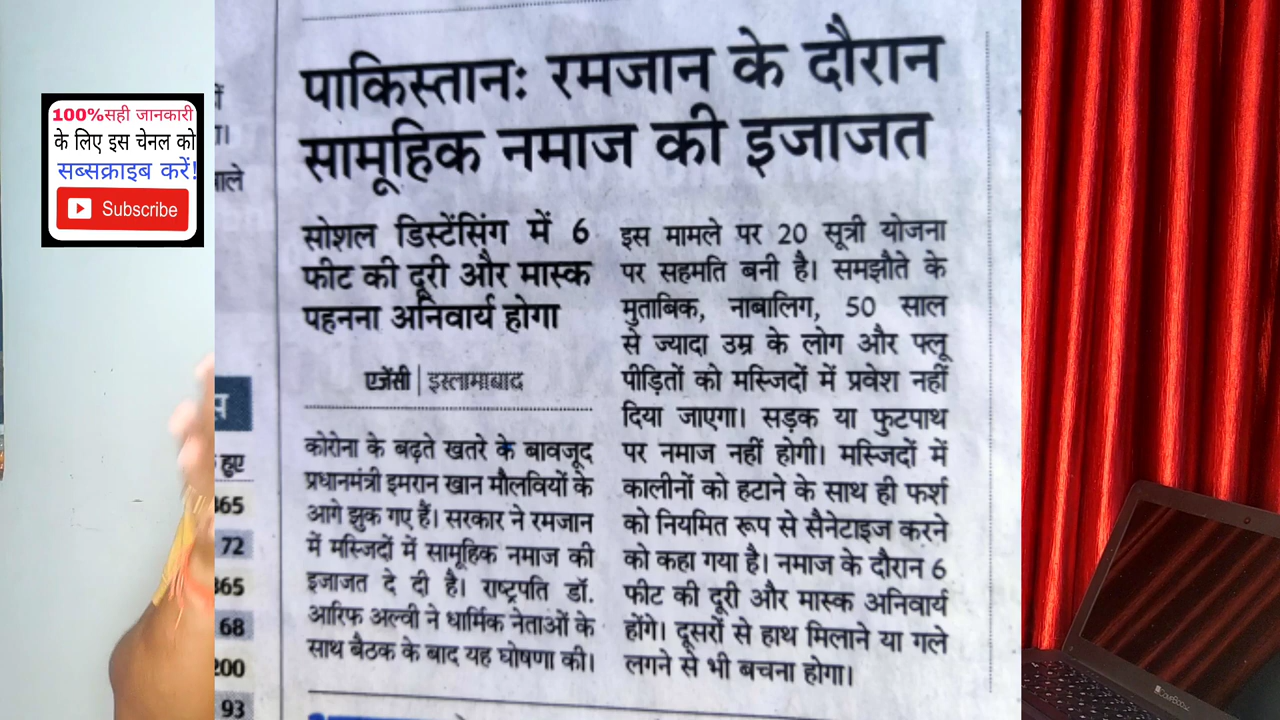 100%सही जानकारी
के लिए इस चेनल को
सब्सक्राइब करें!
Subscribe
पाकिस्तान: रमजान के दौरान
सामूहिक नमाज की इजाजत
सोशल डिस्टेंसिंग में 6
फीट की दूरी और मास्क
पहनना अनिवार्य होगा
एजेंसी | इस्लामाबाद
कोरोना के बढ़ते खतरे के बावजूद
प्रधानमंत्री इमरान खान मौलवियों के
आगे झुक गए हैं। सरकार ने रमजान
में मस्जिदों में सामूहिक नमाज की
इजाजत दे दी है। राष्ट्रपति डॉ.
आरिफ अल्वी ने धार्मिक नेताओं के
साथ बैठक के बाद यह घोषणा की।
इस मामले पर 20 सूत्री योजना
पर सहमति बनी है। समझौते के
मुताबिक, नाबालिग, 50 साल
से ज्यादा उम्र के लोग और फ्लू
पीड़ितों को मस्जिदों में प्रवेश नहीं
दिया जाएगा। सड़क या फुटपाथ
पर नमाज नहीं होगी। मस्जिदों में
कालीनों को हटाने के साथ ही फर्श
को नियमित रूप से सैनेटाइज करने
को कहा गया है। नमाज के दौरान 6
फीट की दूरी और मास्क अनिवार्य
होंगे। दूसरों से हाथ मिलाने या गले
लगने से भी बचना होगा।
हुए
72
68
93